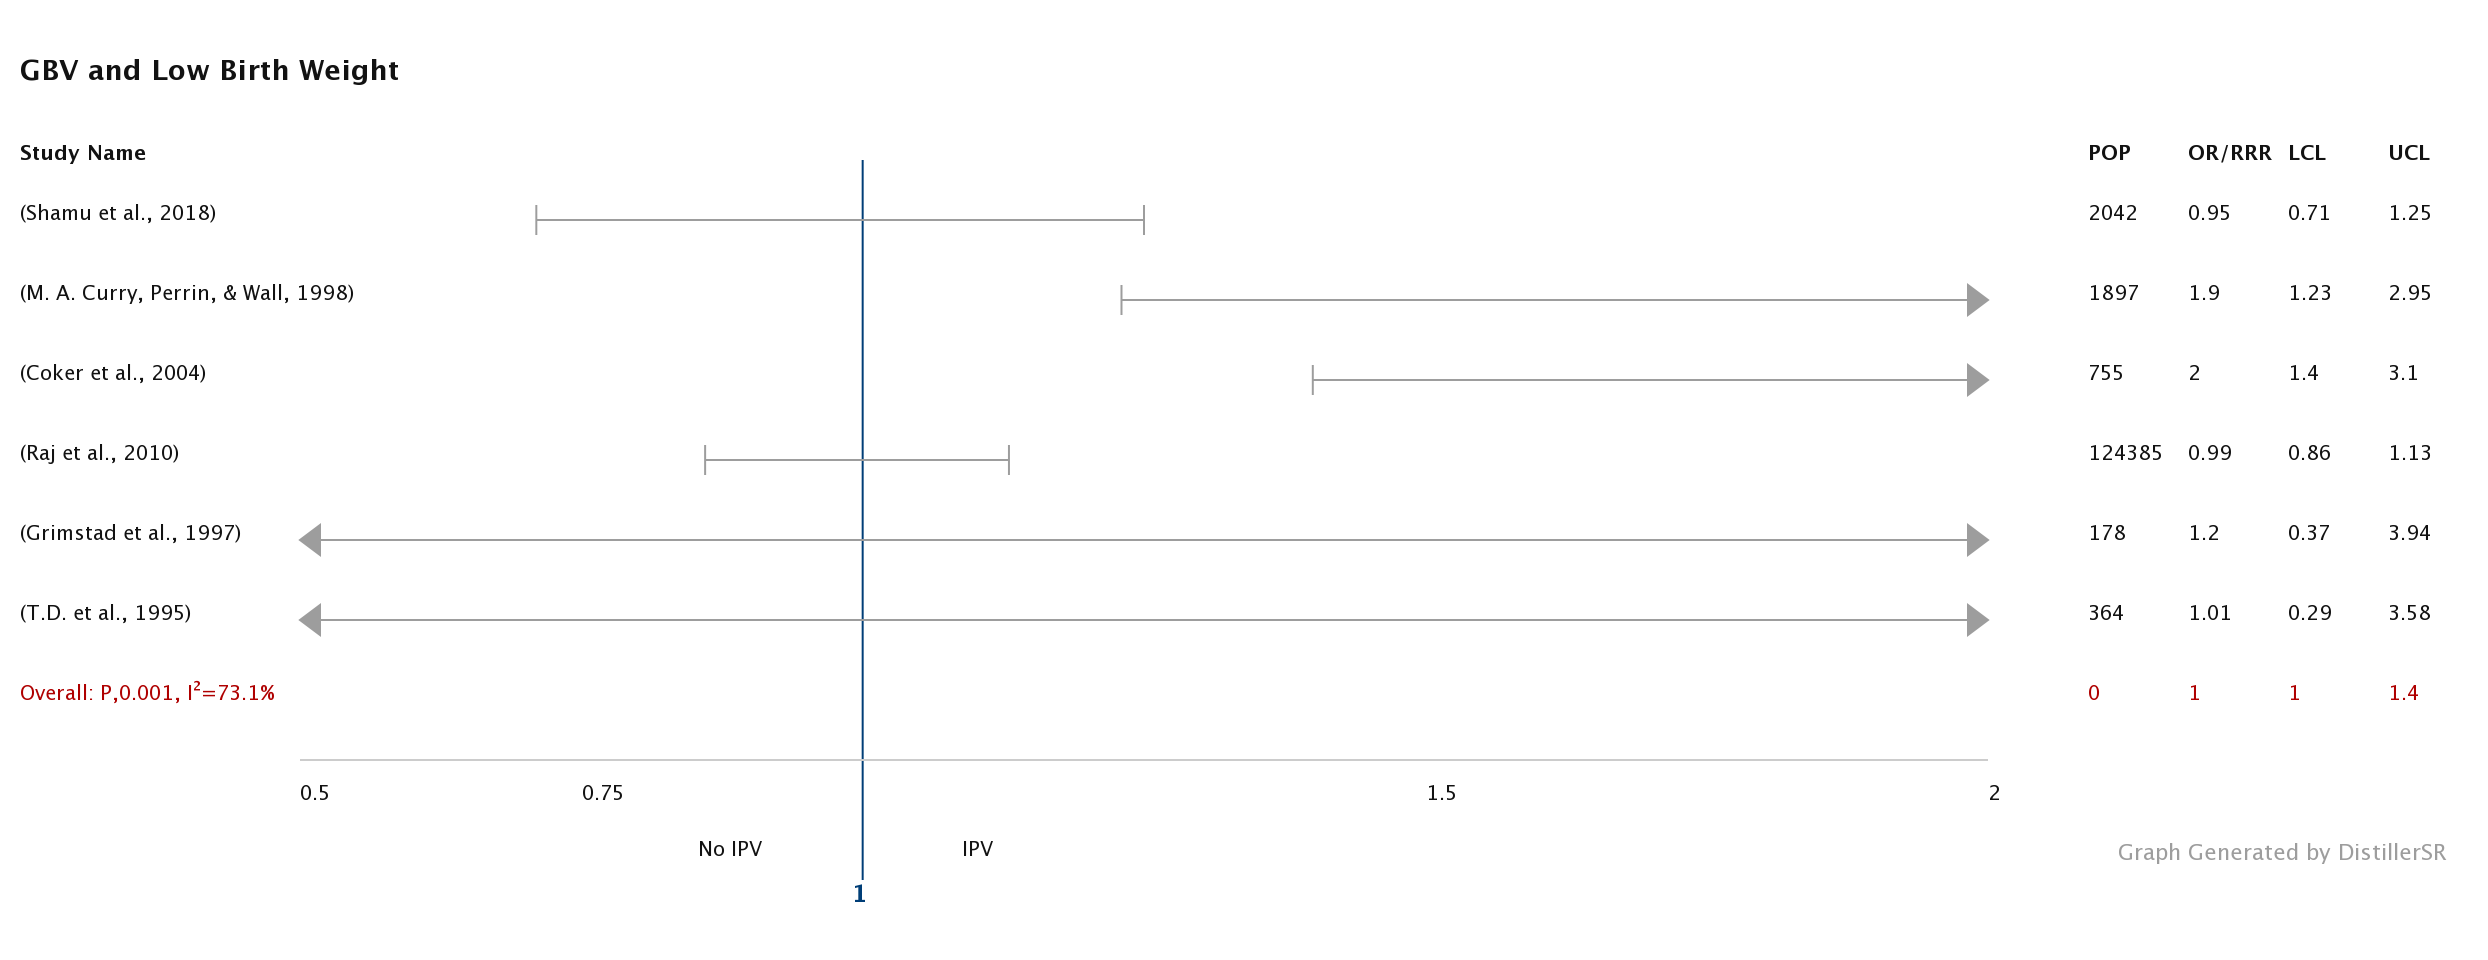 GBV and Low Birth Weight
Study Name POP OR/RRR LCL UCL
(Shamu et al., 2018) 2042 0.95 0.71 1.25
(M. A. Curry, Perrin, & Wall, 1998) 1897 1.9 1.23 2.95
(Coker et al., 2004) 755 2 1.4 3.1
(Raj et al., 2010) 124385 0.99 0.86 1.13
(Grimstad et al., 1997) 178 1.2 0.37 3.94
(T.D. et al., 1995) 364 1.01 0.29 3.58
Overall: P,0.001, I²=73.1% 0 1 1 1.4
0.5 0.75 1.5 2
No IPV IPV Graph Generated by DistillerSR
1